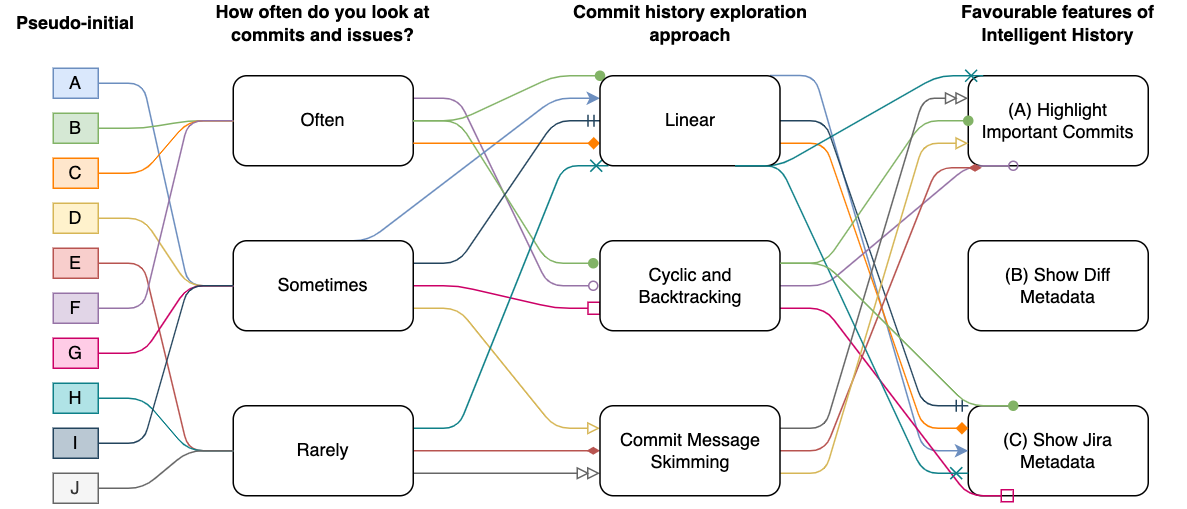 Pseudo-initial
How often do you look at
commits and issues?
Commit history exploration
approach
Favourable features of
Intelligent History
A
B
C
D
E
F
G
H
I
J
Often
Sometimes
Rarely
Linear
Cyclic and
Backtracking
Commit Message
Skimming
(A) Highlight
Important Commits
(B) Show Diff
Metadata
(C) Show Jira
Metadata